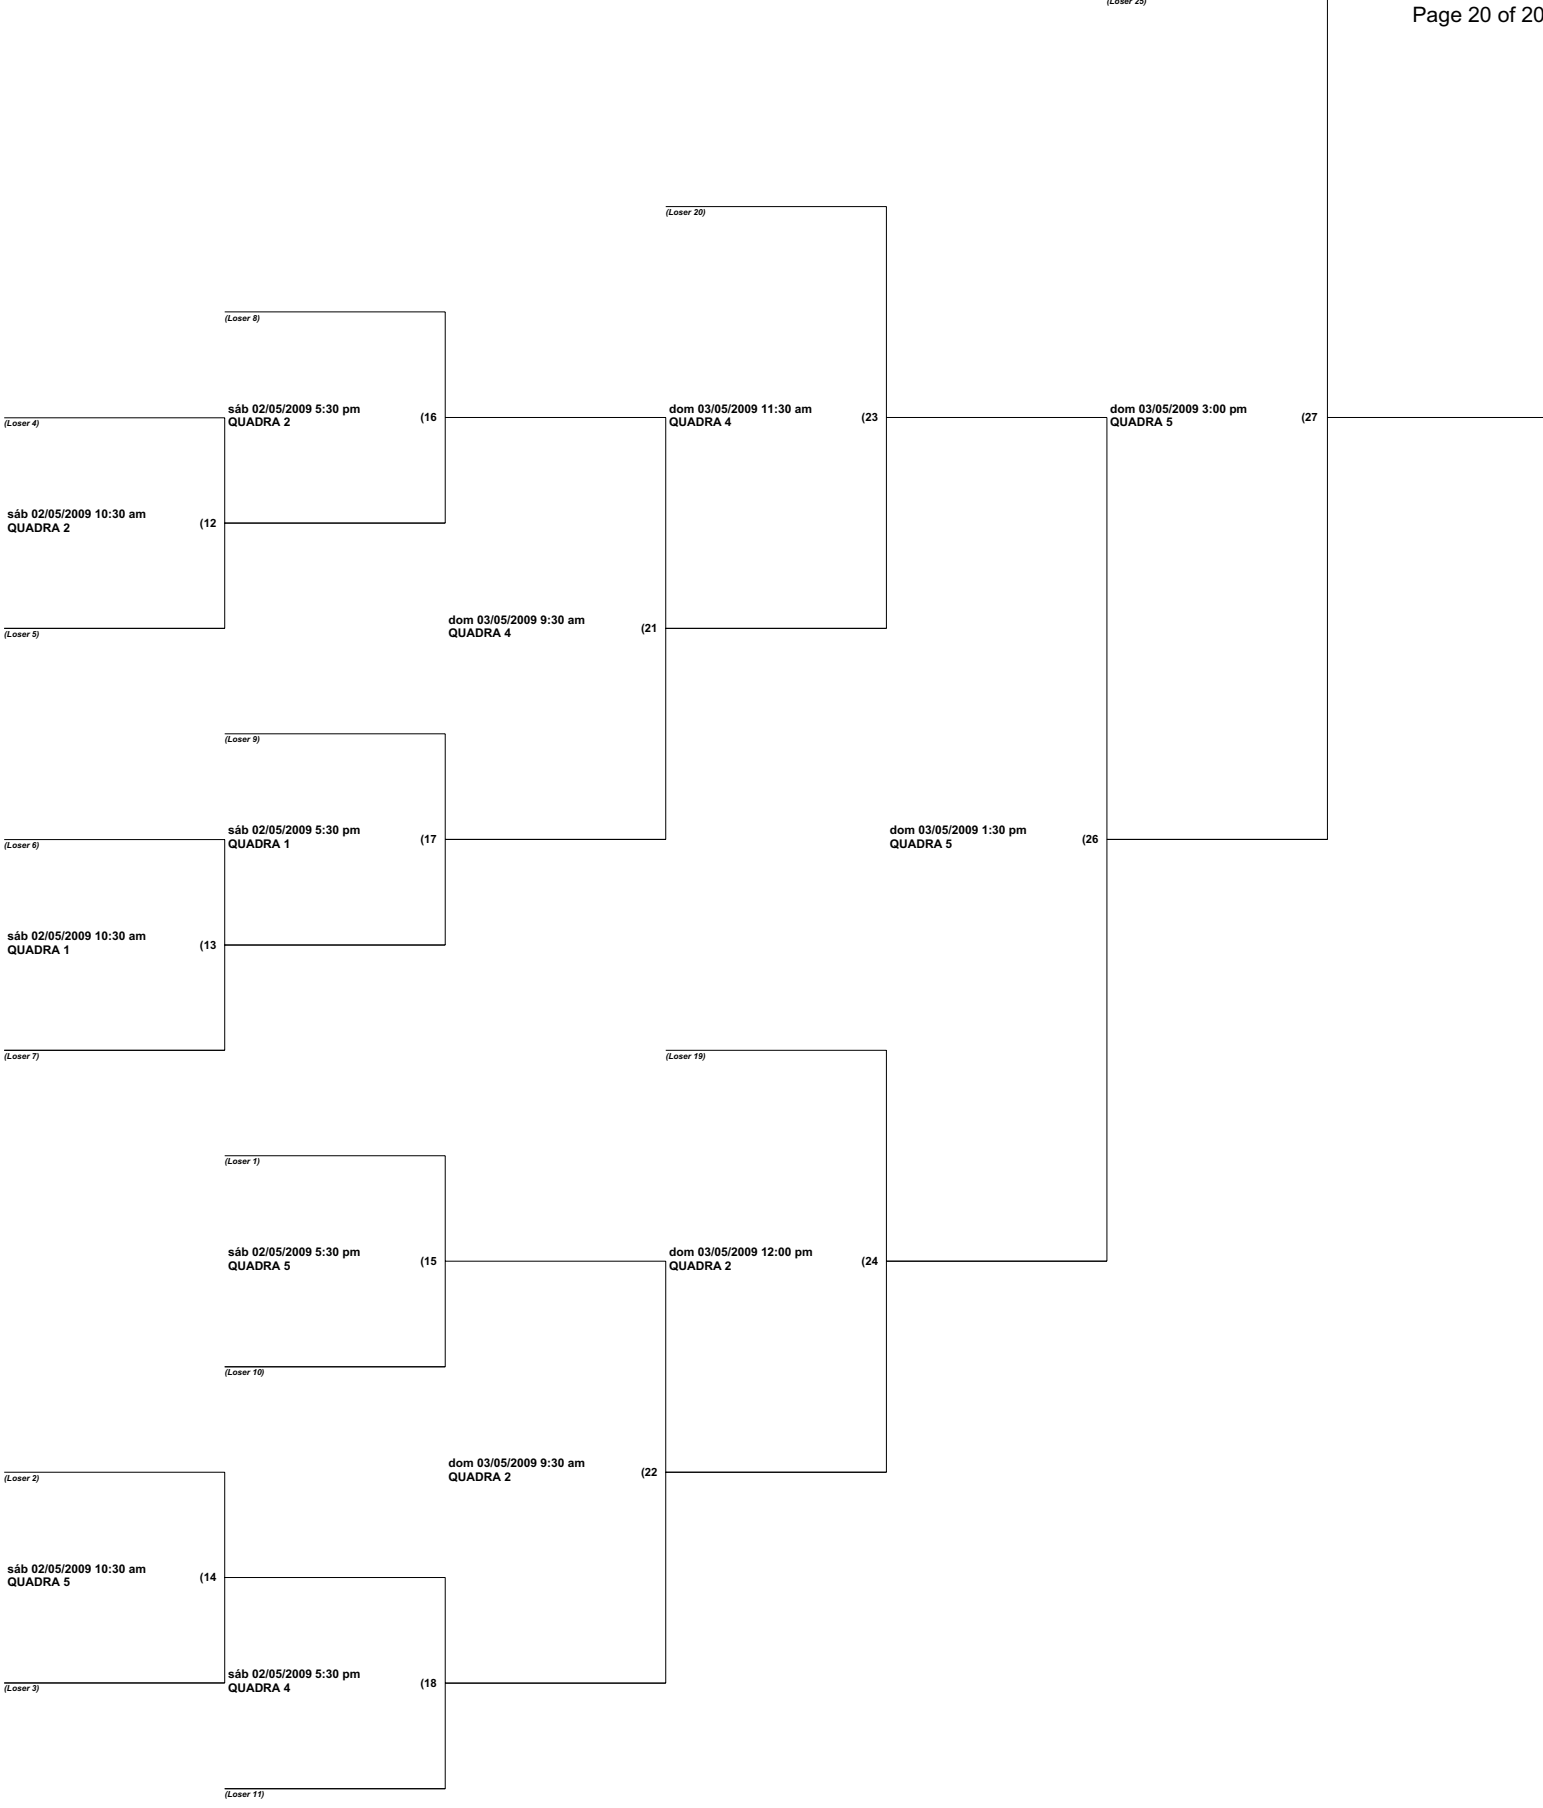 (Loser 25)
Page 20 of 20
(Loser 20)
(Loser 8)
sáb 02/05/2009 5:30 pm
QUADRA 2
(16
dom 03/05/2009 11:30 am
QUADRA 4
(23
dom 03/05/2009 3:00 pm
QUADRA 5
(27
(Loser 4)
sáb 02/05/2009 10:30 am
QUADRA 2
(12
(Loser 5)
dom 03/05/2009 9:30 am
QUADRA 4
(21
(Loser 9)
sáb 02/05/2009 5:30 pm
QUADRA 1
(17
dom 03/05/2009 1:30 pm
QUADRA 5
(26
(Loser 6)
sáb 02/05/2009 10:30 am
QUADRA 1
(13
(Loser 7)
(Loser 19)
(Loser 1)
sáb 02/05/2009 5:30 pm
QUADRA 5
(15
dom 03/05/2009 12:00 pm
QUADRA 2
(24
(Loser 10)
dom 03/05/2009 9:30 am
QUADRA 2
(22
(Loser 2)
sáb 02/05/2009 10:30 am
QUADRA 5
(14
(Loser 3)
sáb 02/05/2009 5:30 pm
QUADRA 4
(18
(Loser 11)